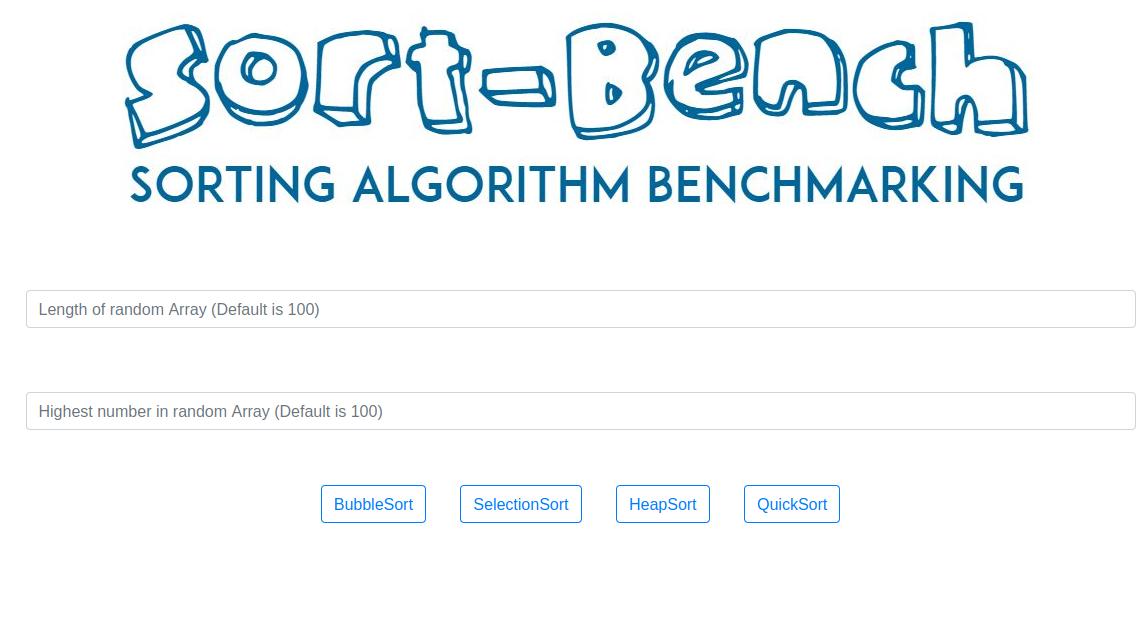 Sort-Bench
SORTING ALGORITHM BENCHMARKING
Length of random Array (Default is 100)
Highest number in random Array (Default is 100)
BubbleSort SelectionSort HeapSort QuickSort